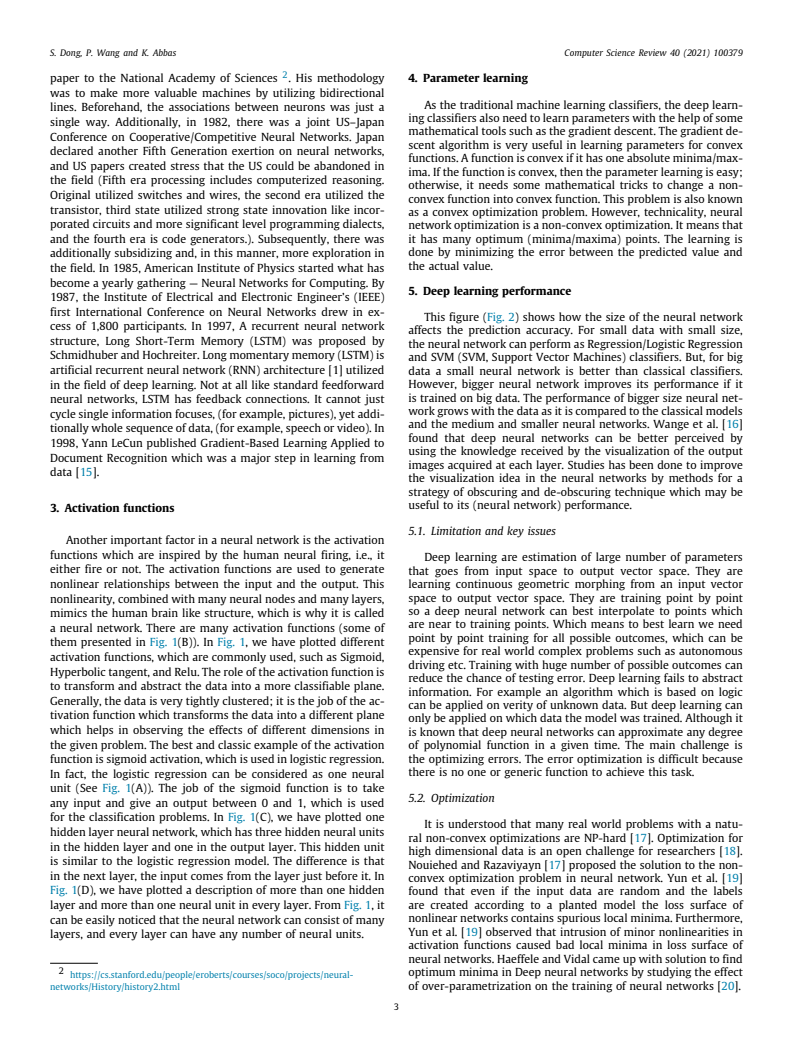 S. Dong, P. Wang and K. Abbas
Computer Science Review 40 (2021) 100379
paper to the National Academy of Sciences 2. His methodology
was to make more valuable machines by utilizing bidirectional
lines. Beforehand, the associations between neurons was just a
single way. Additionally, in 1982, there was a joint US–Japan
Conference on Cooperative/Competitive Neural Networks. Japan
declared another Fifth Generation exertion on neural networks,
and US papers created stress that the US could be abandoned in
the field (Fifth era processing includes computerized reasoning.
Original utilized switches and wires, the second era utilized the
transistor, third state utilized strong state innovation like incor-
porated circuits and more significant level programming dialects,
and the fourth era is code generators.). Subsequently, there was
additionally subsidizing and, in this manner, more exploration in
the field. In 1985, American Institute of Physics started what has
become a yearly gathering — Neural Networks for Computing. By
1987, the Institute of Electrical and Electronic Engineer's (IEEE)
first International Conference on Neural Networks drew in ex-
cess of 1,800 participants. In 1997, A recurrent neural network
structure, Long Short-Term Memory (LSTM) was proposed by
Schmidhuber and Hochreiter. Long momentary memory (LSTM) is
artificial recurrent neural network (RNN) architecture [1] utilized
in the field of deep learning. Not at all like standard feedforward
neural networks, LSTM has feedback connections. It cannot just
cycle single information focuses, (for example, pictures), yet addi-
tionally whole sequence of data, (for example, speech or video). In
1998, Yann LeCun published Gradient-Based Learning Applied to
Document Recognition which was a major step in learning from
data [15].
3. Activation functions
Another important factor in a neural network is the activation
functions which are inspired by the human neural firing, i.e., it
either fire or not. The activation functions are used to generate
nonlinear relationships between the input and the output. This
nonlinearity, combined with many neural nodes and many layers,
mimics the human brain like structure, which is why it is called
a neural network. There are many activation functions (some of
them presented in Fig. 1(B)). In Fig. 1, we have plotted different
activation functions, which are commonly used, such as Sigmoid,
Hyperbolic tangent, and Relu. The role of the activation function is
to transform and abstract the data into a more classifiable plane.
Generally, the data is very tightly clustered; it is the job of the ac-
tivation function which transforms the data into a different plane
which helps in observing the effects of different dimensions in
the given problem. The best and classic example of the activation
function is sigmoid activation, which is used in logistic regression.
In fact, the logistic regression can be considered as one neural
unit (See Fig. 1(A)). The job of the sigmoid function is to take
any input and give an output between 0 and 1, which is used
for the classification problems. In Fig. 1(C), we have plotted one
hidden layer neural network, which has three hidden neural units
in the hidden layer and one in the output layer. This hidden unit
is similar to the logistic regression model. The difference is that
in the next layer, the input comes from the layer just before it. In
Fig. 1(D), we have plotted a description of more than one hidden
layer and more than one neural unit in every layer. From Fig. 1, it
can be easily noticed that the neural network can consist of many
layers, and every layer can have any number of neural units.
2 https://cs.stanford.edu/people/eroberts/courses/soco/projects/neural-
networks/History/history2.html
4. Parameter learning
As the traditional machine learning classifiers, the deep learn-
ing classifiers also need to learn parameters with the help of some
mathematical tools such as the gradient descent. The gradient de-
scent algorithm is very useful in learning parameters for convex
functions. A function is convex if it has one absolute minima/max-
ima. If the function is convex, then the parameter learning is easy;
otherwise, it needs some mathematical tricks to change a non-
convex function into convex function. This problem is also known
as a convex optimization problem. However, technicality, neural
network optimization is a non-convex optimization. It means that
it has many optimum (minima/maxima) points. The learning is
done by minimizing the error between the predicted value and
the actual value.
5. Deep learning performance
This figure (Fig. 2) shows how the size of the neural network
affects the prediction accuracy. For small data with small size,
the neural network can perform as Regression/Logistic Regression
and SVM (SVM, Support Vector Machines) classifiers. But, for big
data a small neural network is better than classical classifiers.
However, bigger neural network improves its performance if it
is trained on big data. The performance of bigger size neural net-
work grows with the data as it is compared to the classical models
and the medium and smaller neural networks. Wange et al. [16]
found that deep neural networks can be better perceived by
using the knowledge received by the visualization of the output
images acquired at each layer. Studies has been done to improve
the visualization idea in the neural networks by methods for a
strategy of obscuring and de-obscuring technique which may be
useful to its (neural network) performance.
5.1. Limitation and key issues
Deep learning are estimation of large number of parameters
that goes from input space to output vector space. They are
learning continuous geometric morphing from an input vector
space to output vector space. They are training point by point
so a deep neural network can best interpolate to points which
are near to training points. Which means to best learn we need
point by point training for all possible outcomes, which can be
expensive for real world complex problems such as autonomous
driving etc. Training with huge number of possible outcomes can
reduce the chance of testing error. Deep learning fails to abstract
information. For example an algorithm which is based on logic
can be applied on verity of unknown data. But deep learning can
only be applied on which data the model was trained. Although it
is known that deep neural networks can approximate any degree
of polynomial function in a given time. The main challenge is
the optimizing errors. The error optimization is difficult because
there is no one or generic function to achieve this task.
5.2. Optimization
It is understood that many real world problems with a natu-
ral non-convex optimizations are NP-hard [17]. Optimization for
high dimensional data is an open challenge for researchers [18].
Nouiehed and Razaviyayn [17] proposed the solution to the non-
convex optimization problem in neural network. Yun et al. [19]
found that even if the input data are random and the labels
are created according to a planted model the loss surface of
nonlinear networks contains spurious local minima. Furthermore,
Yun et al. [19] observed that intrusion of minor nonlinearities in
activation functions caused bad local minima in loss surface of
neural networks. Haeffele and Vidal came up with solution to find
optimum minima in Deep neural networks by studying the effect
of over-parametrization on the training of neural networks [20].
3